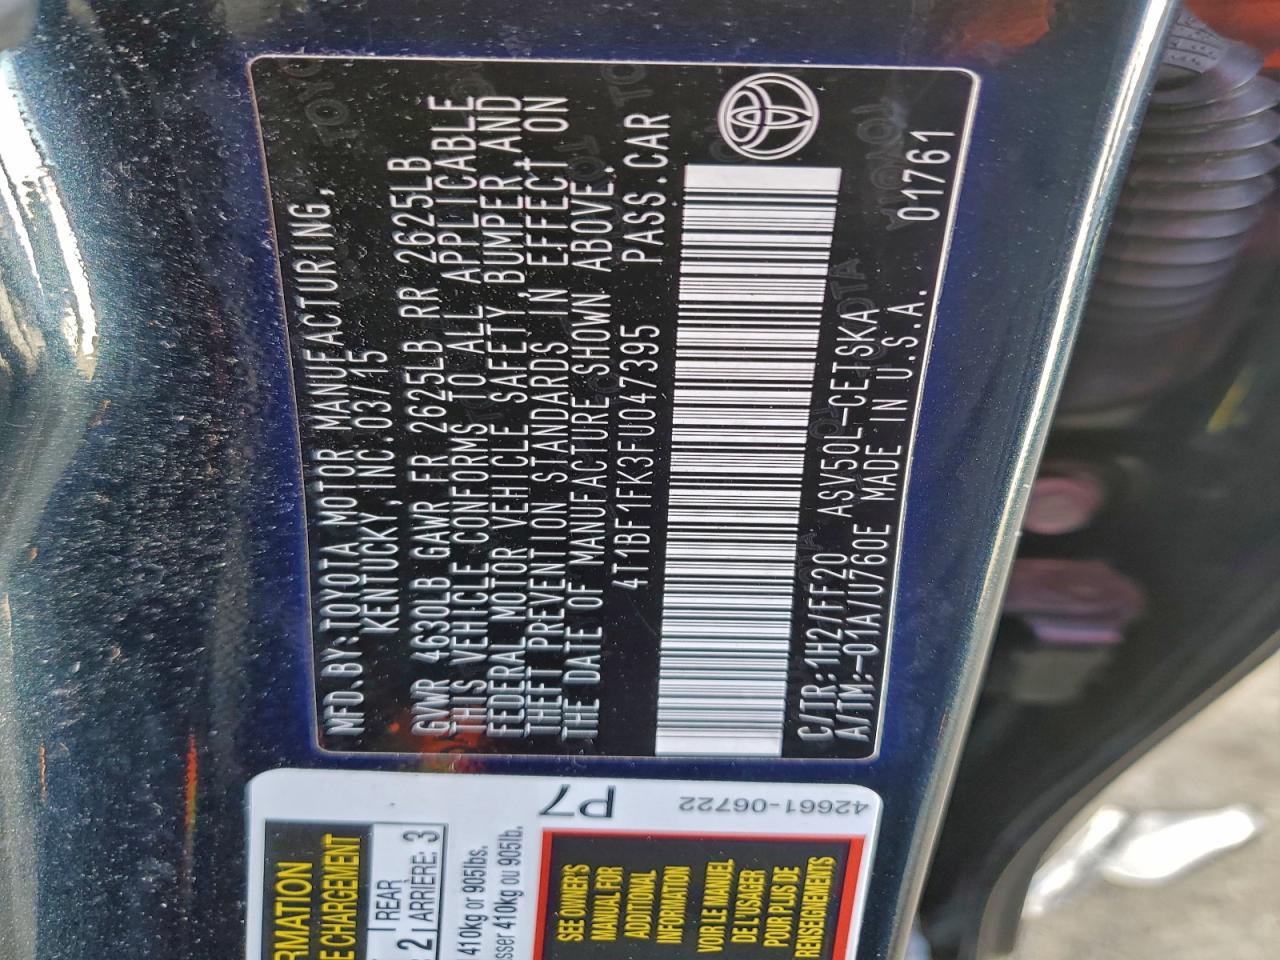 MFD.BY:TOYOTA MOTOR MANUFACTURING,
KENTUCKY, INC.03/15
GVWR 4630LB GAWR FR 2625LB RR 2625LB
THIS VEHICLE CONFORMS TO ALL APPLICABLE
FEDERAL MOTOR VEHICLE SAFETY, BUMPER, AND
THEFT PREVENTION STANDARDS IN EFFECT ON
THE DATE OF MANUFACTURE SHOWN ABOVE.
4T1BF1FK3FU047395 PASS.CAR
C/TR:1H2/FF20 ASV50L-CETSKA
A/TM:-01A/U760E MADE IN U.S.A. 01761
P7
42661-06722
RMATION
E CHARGEMENT
REAR
2 ARRIERE: 3
410kg or 905lbs.
sser 410kg ou 905lb.
SEE OWNER'S
MANUAL FOR
ADDITIONAL
INFORMATION
VOIR LE MANUEL
DE L'USAGER
POUR PLUS DE
RENSEIGNEMENTS